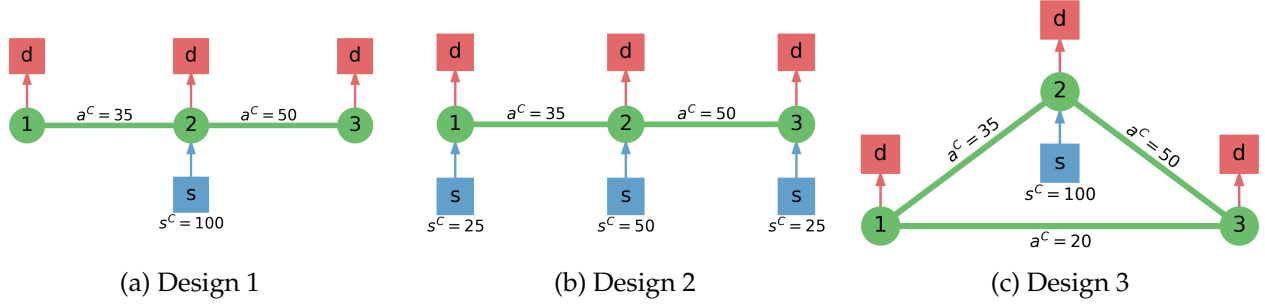 d d d
1 a^C = 35 2 a^C = 50 3
s
s^C = 100
(a) Design 1
d d d
1 a^C = 35 2 a^C = 50 3
s s s
s^C = 25 s^C = 50 s^C = 25
(b) Design 2
d
2
a^C = 35 a^C = 50
d s d
s^C = 100
1 3
a^C = 20
(c) Design 3